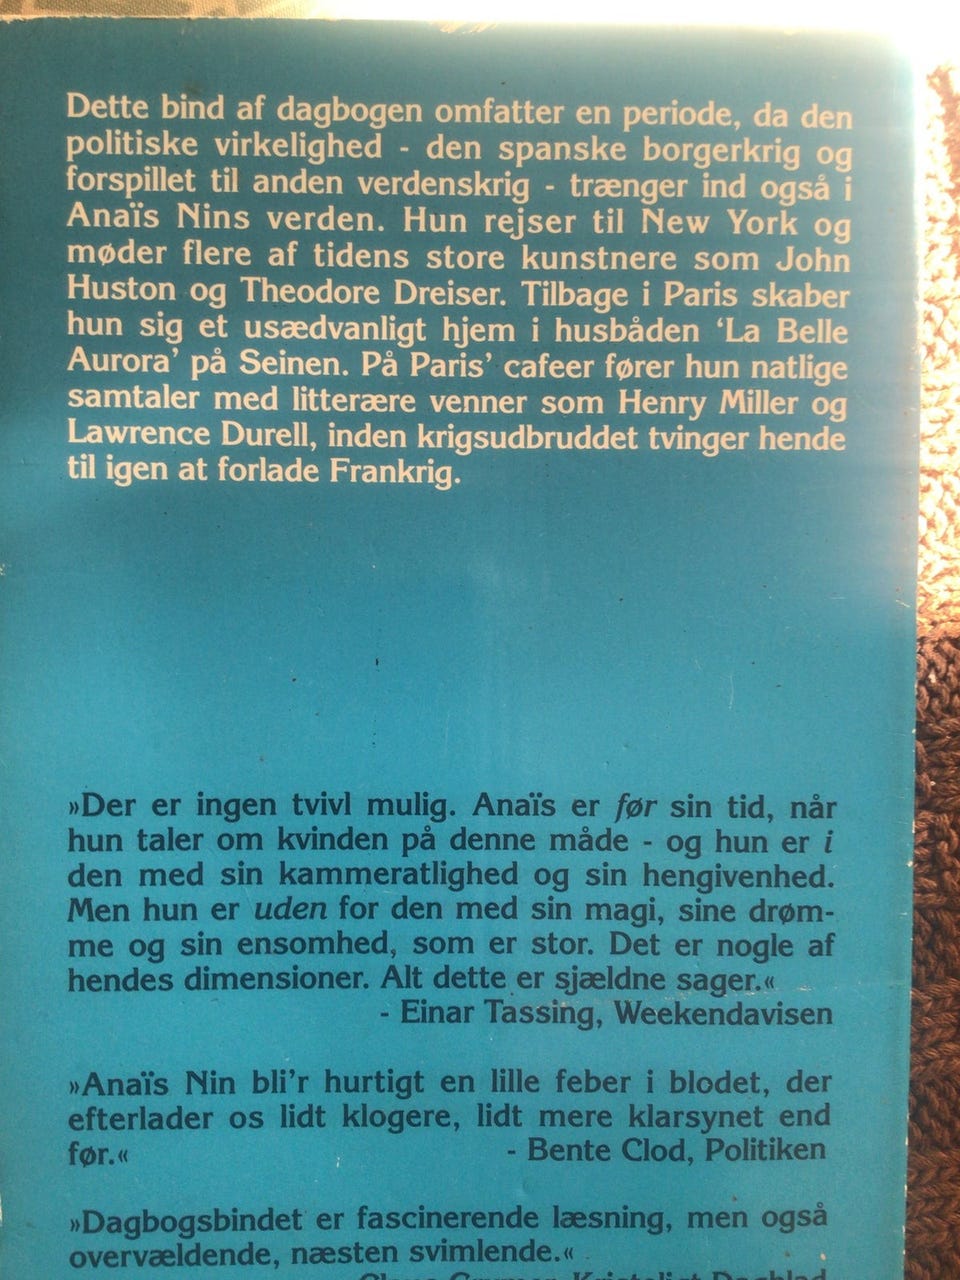 Dette bind af dagbogen omfatter en periode, da den
politiske virkelighed - den spanske borgerkrig og
forspillet til anden verdenskrig - trænger ind også i
Anaïs Nins verden. Hun rejser til New York og
møder flere af tidens store kunstnere som John
Huston og Theodore Dreiser. Tilbage i Paris skaber
hun sig et usædvanligt hjem i husbåden ‘La Belle
Aurora’ på Seinen. På Paris’ cafeer fører hun natlige
samtaler med litterære venner som Henry Miller og
Lawrence Durell, inden krigsudbruddet tvinger hende
til igen at forlade Frankrig.
»Der er ingen tvivl mulig. Anaïs er før sin tid, når
hun taler om kvinden på denne måde - og hun er i
den med sin kammeratlighed og sin hengivenhed.
Men hun er uden for den med sin magi, sine drøm-
me og sin ensomhed, som er stor. Det er nogle af
hendes dimensioner. Alt dette er sjældne sager.«
- Einar Tassing, Weekendavisen
»Anaïs Nin bli’r hurtigt en lille feber i blodet, der
efterlader os lidt klogere, lidt mere klarsynet end
før.« - Bente Clod, Politiken
»Dagbogsbindet er fascinerende læsning, men også
overvældende, næsten svimlende.«
Kristeligt Dagblad